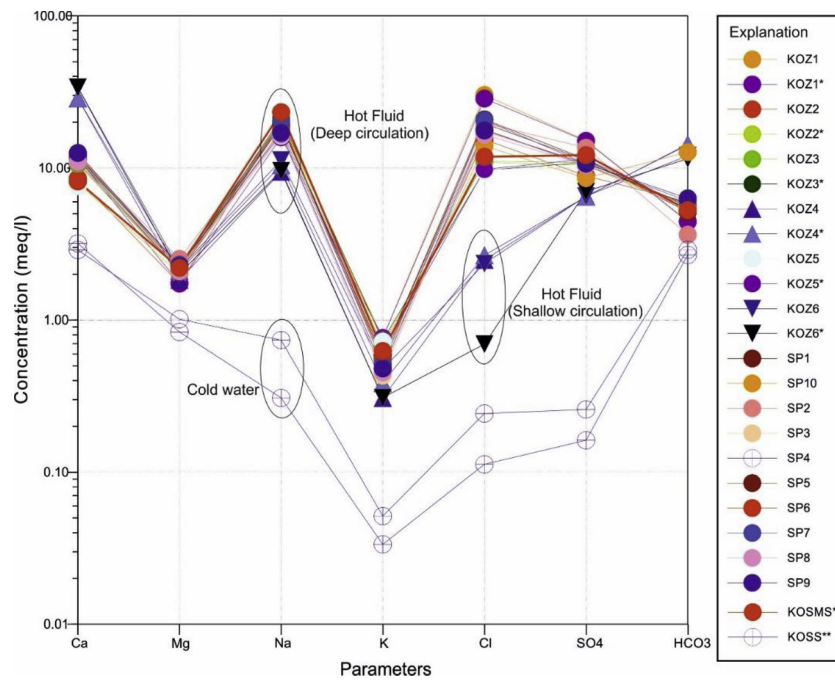 100.00
10.00
1.00
0.10
0.01
Concentration (meq/l)
Hot Fluid
(Deep circulation)
Hot Fluid
(Shallow circulation)
Cold water
Ca Mg Na K Cl SO4 HCO3
Parameters
Explanation
KOZ1
KOZ1*
KOZ2
KOZ2*
KOZ3
KOZ3*
KOZ4
KOZ4*
KOZ5
KOZ5*
KOZ6
KOZ6*
SP1
SP10
SP2
SP3
SP4
SP5
SP6
SP7
SP8
SP9
KOSMS*
KOSS**